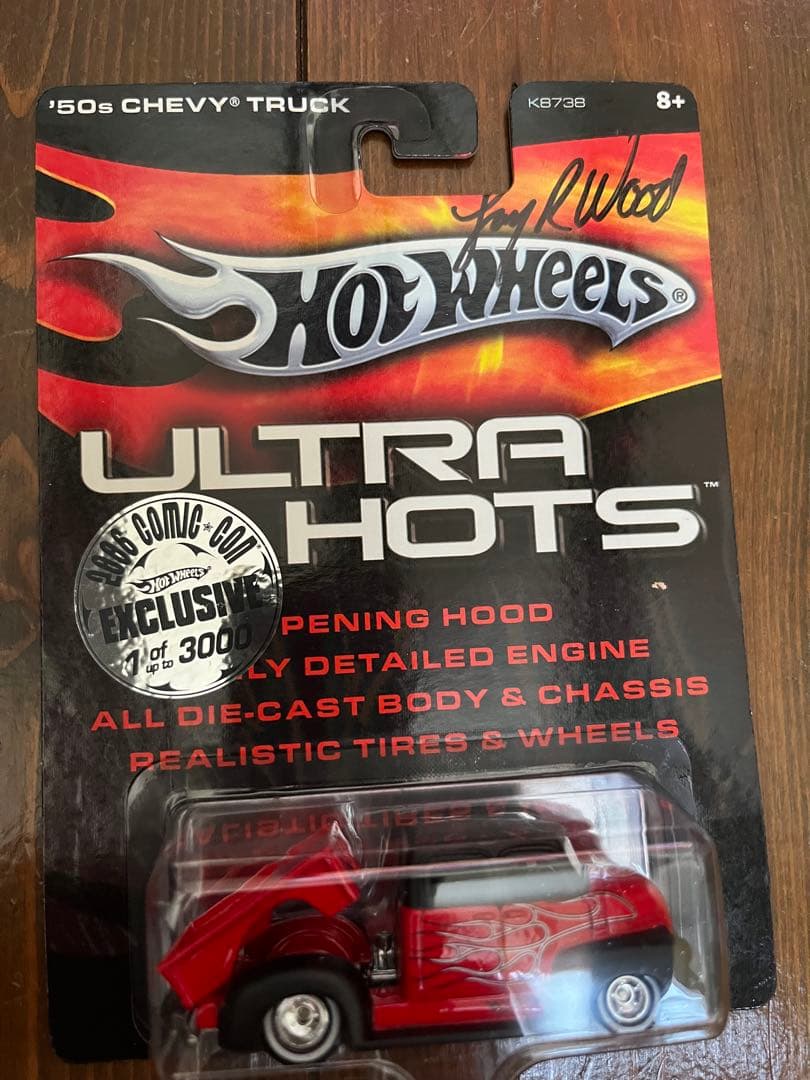 '50s CHEVY® TRUCK
K8738
8+
Larry R Wood
HOT WHEELS®
ULTRA
HOTS™
2006 COMIC★CON
HOT WHEELS
EXCLUSIVE
1 of up to 3000
PENING HOOD
LY DETAILED ENGINE
ALL DIE-CAST BODY & CHASSIS
REALISTIC TIRES & WHEELS